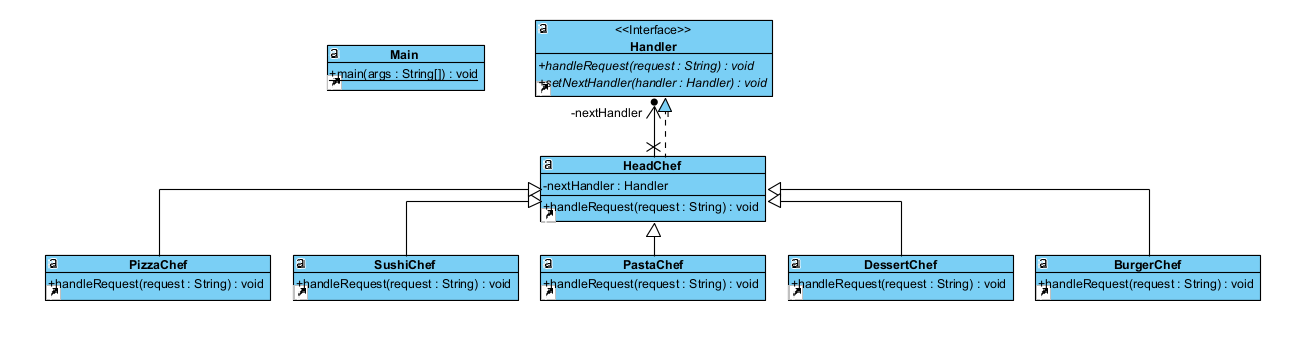 a
Main
+main(args : String[]) : void
a
<<Interface>>
Handler
+handleRequest(request : String) : void
+setNextHandler(handler : Handler) : void
-nextHandler
a
HeadChef
-nextHandler : Handler
+handleRequest(request : String) : void
a
PizzaChef
+handleRequest(request : String) : void
a
SushiChef
+handleRequest(request : String) : void
a
PastaChef
+handleRequest(request : String) : void
a
DessertChef
+handleRequest(request : String) : void
a
BurgerChef
+handleRequest(request : String) : void